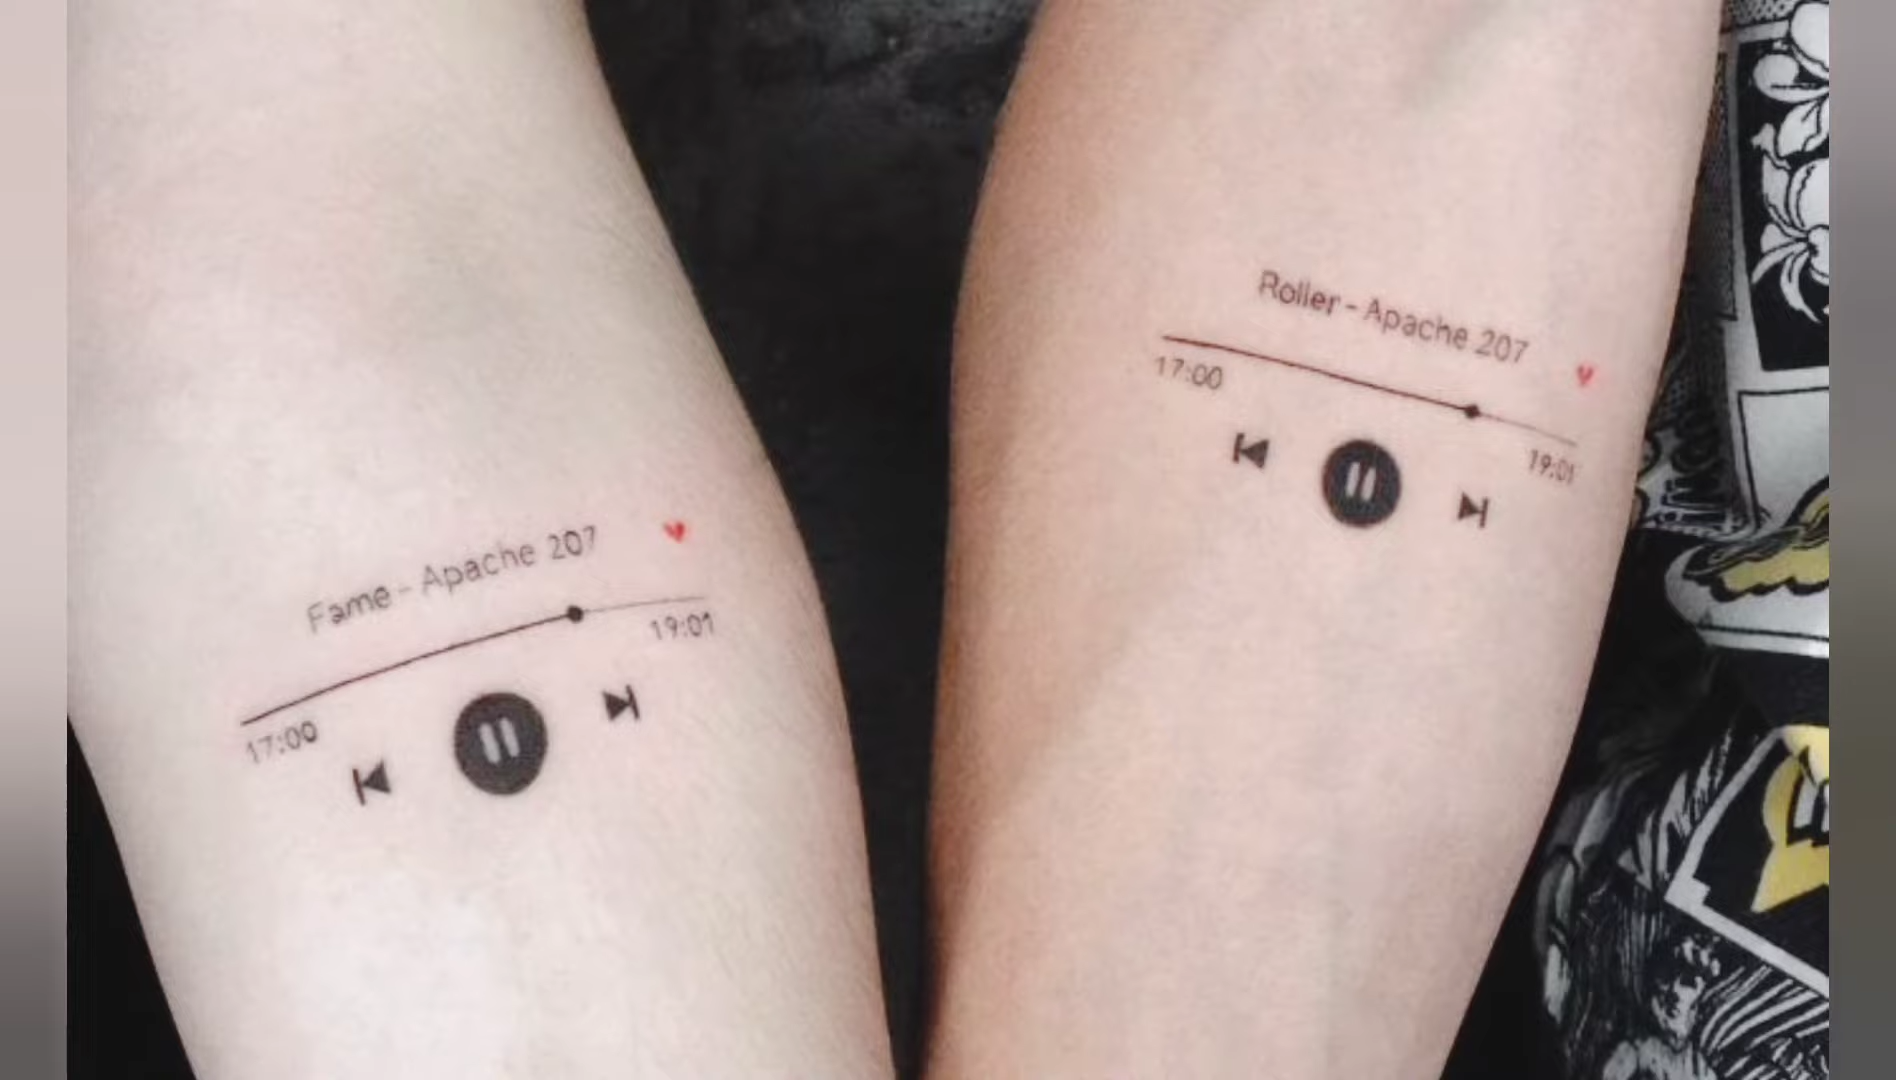 Fame - Apache 207
17:00
19:01
Roller - Apache 207
17:00
19:01